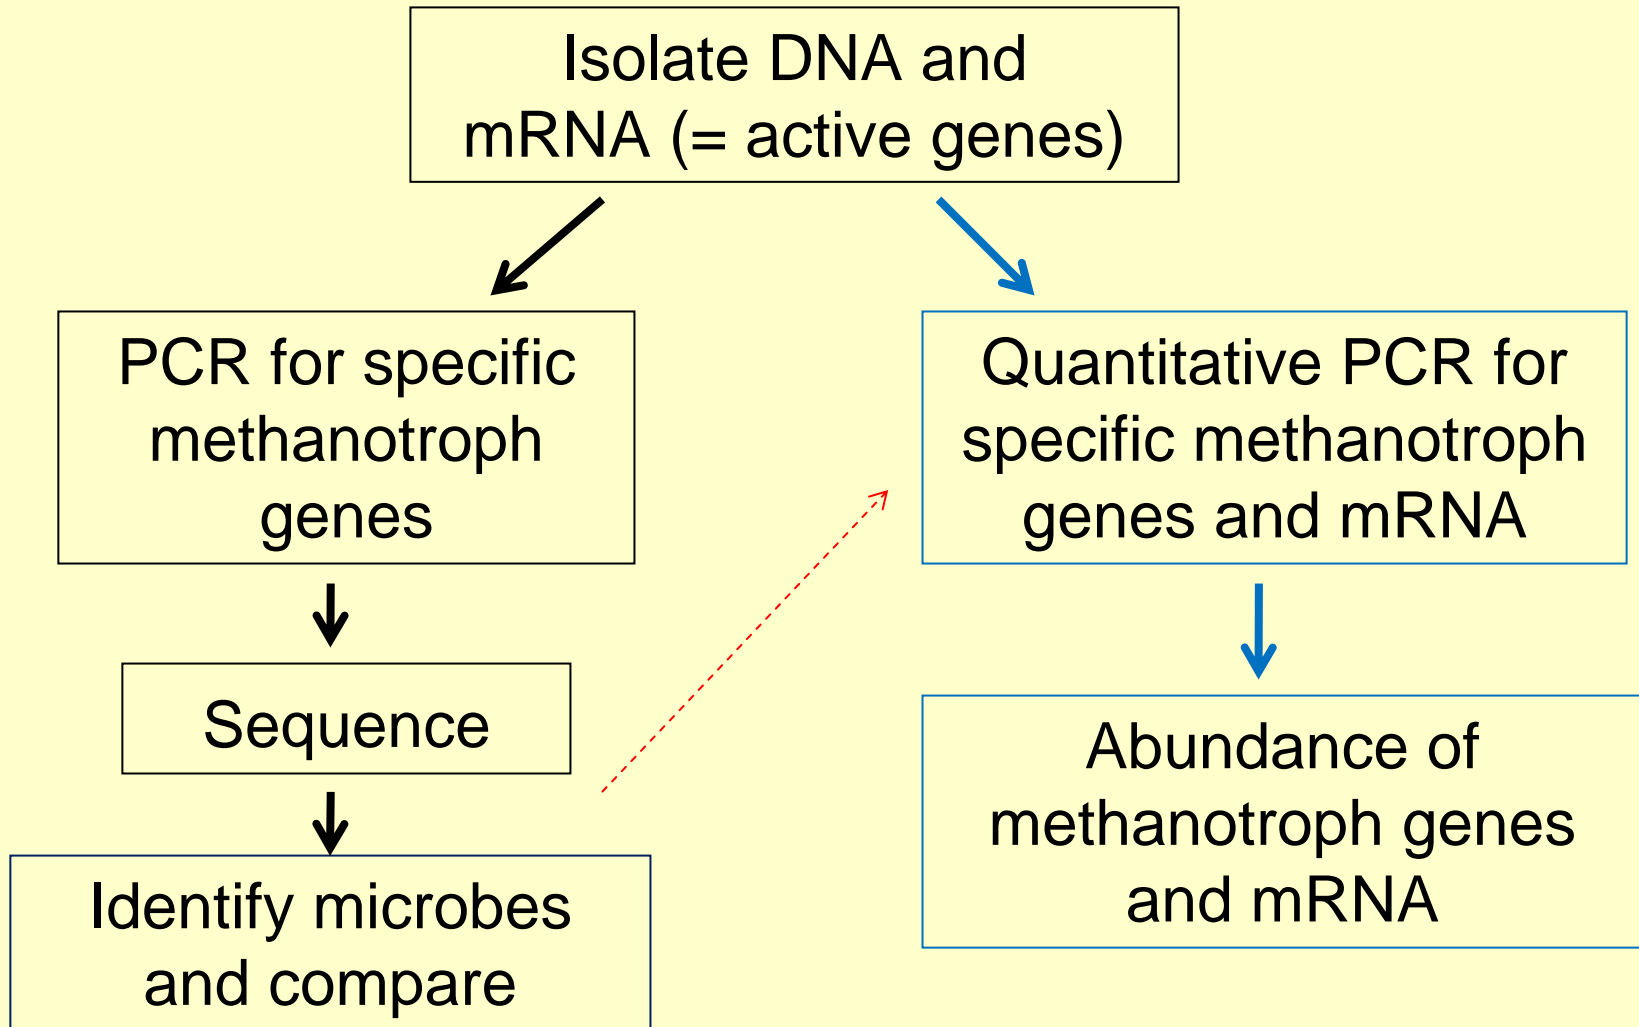 Isolate DNA and
mRNA (= active genes)
PCR for specific
methanotroph
genes
Quantitative PCR for
specific methanotroph
genes and mRNA
Sequence
Abundance of
methanotroph genes
and mRNA
Identify microbes
and compare